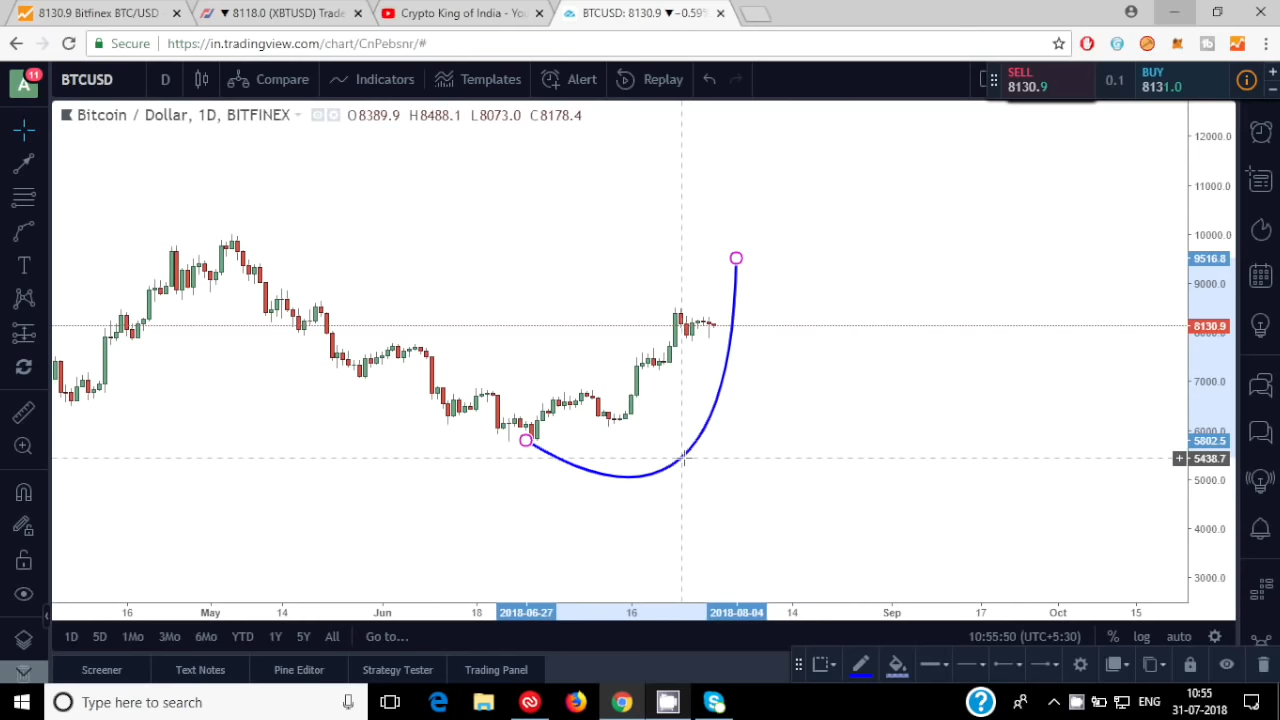 8130.9 Bitfinex BTC/USD
▼ 8118.0 (XBTUSD) Trade
Crypto King of India - You
BTCUSD: 8130.9 ▼−0.59%
Secure
https://in.tradingview.com/chart/CnPebsnr/#
11
A
BTCUSD
D
Compare
Indicators
Templates
Alert
Replay
SELL
8130.9
0.1
BUY
8131.0
Bitcoin / Dollar, 1D, BITFINEX
O8389.9 H8488.1 L8073.0 C8178.4
12000.0
11000.0
10000.0
9516.8
9000.0
8130.9
7000.0
6000.0
5802.5
5438.7
5000.0
4000.0
3000.0
16 May 14 Jun 18 2018-06-27 16 2018-08-04 14 Sep 17 Oct 15
1D 5D 1Mo 3Mo 6Mo YTD 1Y 5Y All Go to...
10:55:50 (UTC+5:30) % log auto
Screener Text Notes Pine Editor Strategy Tester Trading Panel
Type here to search
ENG
10:55
31-07-2018